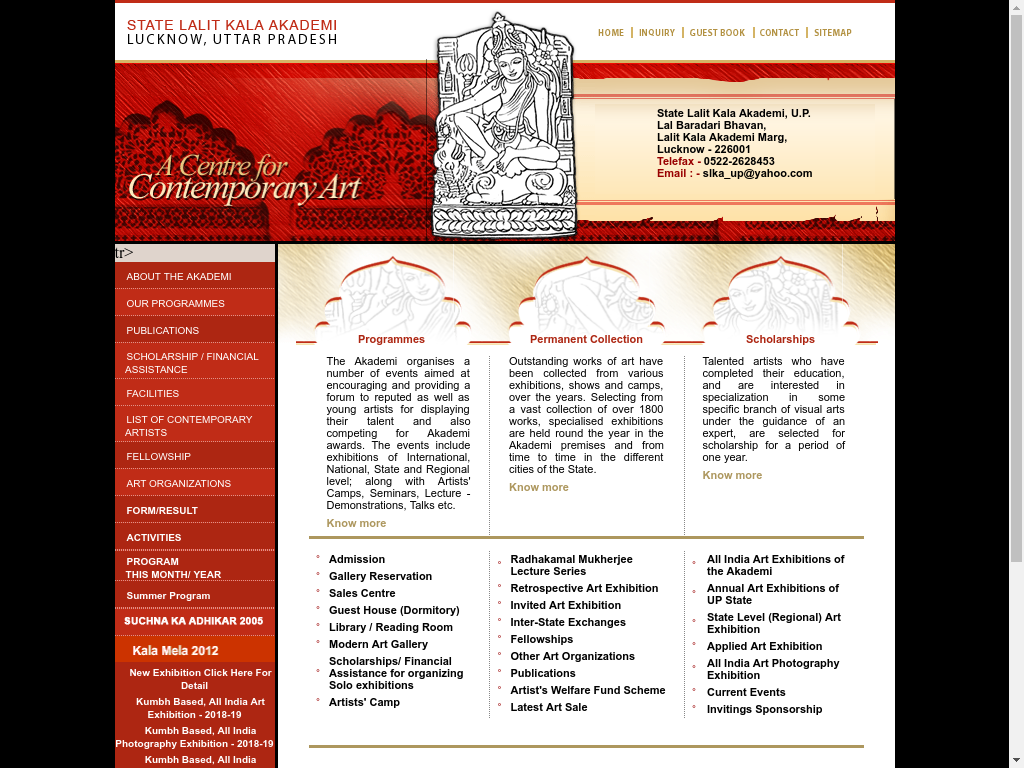 STATE LALIT KALA AKADEMI
LUCKNOW, UTTAR PRADESH
HOME | INQUIRY | GUEST BOOK | CONTACT | SITEMAP
A Centre for
Contemporary Art
State Lalit Kala Akademi, U.P.
Lal Baradari Bhavan,
Lalit Kala Akademi Marg,
Lucknow - 226001
Telefax - 0522-2628453
Email : - slka_up@yahoo.com
tr>
ABOUT THE AKADEMI
OUR PROGRAMMES
PUBLICATIONS
SCHOLARSHIP / FINANCIAL
ASSISTANCE
FACILITIES
LIST OF CONTEMPORARY
ARTISTS
FELLOWSHIP
ART ORGANIZATIONS
FORM/RESULT
ACTIVITIES
PROGRAM
THIS MONTH/ YEAR
Summer Program
SUCHNA KA ADHIKAR 2005
Kala Mela 2012
New Exhibition Click Here For
Detail
Kumbh Based, All India Art
Exhibition - 2018-19
Kumbh Based, All India
Photography Exhibition - 2018-19
Kumbh Based, All India
Programmes
The Akademi organises a
number of events aimed at
encouraging and providing a
forum to reputed as well as
young artists for displaying
their talent and also
competing for Akademi
awards. The events include
exhibitions of International,
National, State and Regional
level; along with Artists'
Camps, Seminars, Lecture -
Demonstrations, Talks etc.
Know more
Permanent Collection
Outstanding works of art have
been collected from various
exhibitions, shows and camps,
over the years. Selecting from
a vast collection of over 1800
works, specialised exhibitions
are held round the year in the
Akademi premises and from
time to time in the different
cities of the State.
Know more
Scholarships
Talented artists who have
completed their education,
and are interested in
specialization in some
specific branch of visual arts
under the guidance of an
expert, are selected for
scholarship for a period of
one year.
Know more
Admission
Gallery Reservation
Sales Centre
Guest House (Dormitory)
Library / Reading Room
Modern Art Gallery
Scholarships/ Financial
Assistance for organizing
Solo exhibitions
Artists' Camp
Radhakamal Mukherjee
Lecture Series
Retrospective Art Exhibition
Invited Art Exhibition
Inter-State Exchanges
Fellowships
Other Art Organizations
Publications
Artist's Welfare Fund Scheme
Latest Art Sale
All India Art Exhibitions of
the Akademi
Annual Art Exhibitions of
UP State
State Level (Regional) Art
Exhibition
Applied Art Exhibition
All India Art Photography
Exhibition
Current Events
Invitings Sponsorship